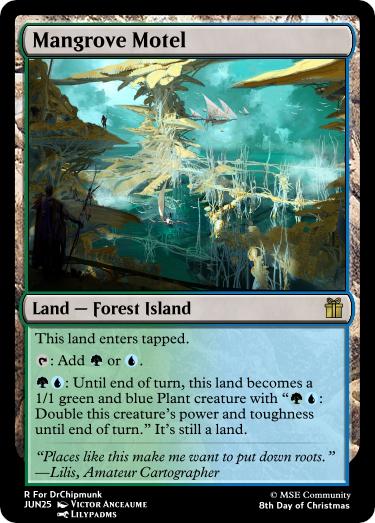 Mangrove Motel
Land — Forest Island
This land enters tapped.
: Add or .
: Until end of turn, this land becomes a
1/1 green and blue Plant creature with “ :
Double this creature's power and toughness
until end of turn.” It's still a land.
“Places like this make me want to put down roots.”
—Lilis, Amateur Cartographer
R For DrChipmunk
JUN25 Victor Anceaume
Lilypadms
© MSE Community
8th Day of Christmas